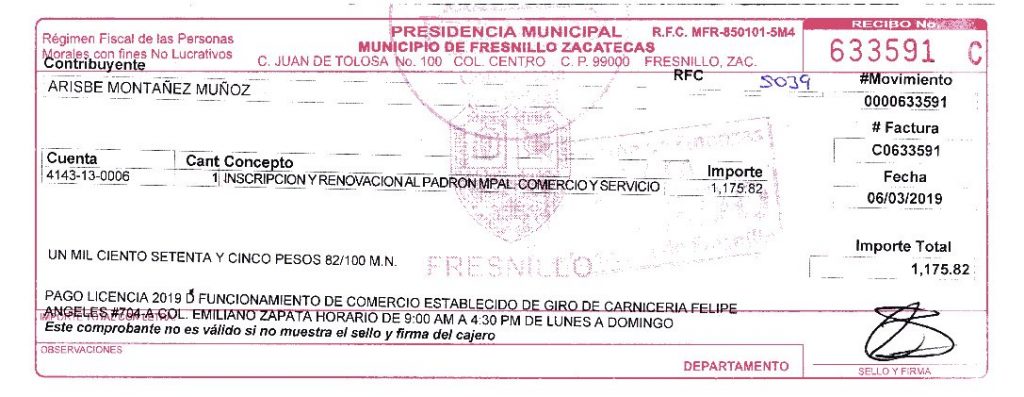 Régimen Fiscal de las Personas
Morales con fines No Lucrativos
PRESIDENCIA MUNICIPAL
MUNICIPIO DE FRESNILLO ZACATECAS
R.F.C. MFR-850101-5M4
C. JUAN DE TOLOSA No. 100 COL. CENTRO C. P. 99000 FRESNILLO, ZAC.
RECIBO No.
633591 C
Contribuyente
RFC
S039
ARISBE MONTAÑEZ MUÑOZ
#Movimiento
0000633591
# Factura
C0633591
Fecha
06/03/2019
Cuenta Cant Concepto Importe
4143-13-0006 1 INSCRIPCION Y RENOVACION AL PADRON MPAL COMERCIO Y SERVICIO 1,175.82
Importe Total
1,175.82
UN MIL CIENTO SETENTA Y CINCO PESOS 82/100 M.N.
FRESNILLO
PAGO LICENCIA 2019 D FUNCIONAMIENTO DE COMERCIO ESTABLECIDO DE GIRO DE CARNICERIA FELIPE
ANGELES #704-A COL. EMILIANO ZAPATA HORARIO DE 9:00 AM A 4:30 PM DE LUNES A DOMINGO
IMPORTE TOTAL CON LETRA
Este comprobante no es válido si no muestra el sello y firma del cajero
OBSERVACIONES
DEPARTAMENTO
SELLO Y FIRMA